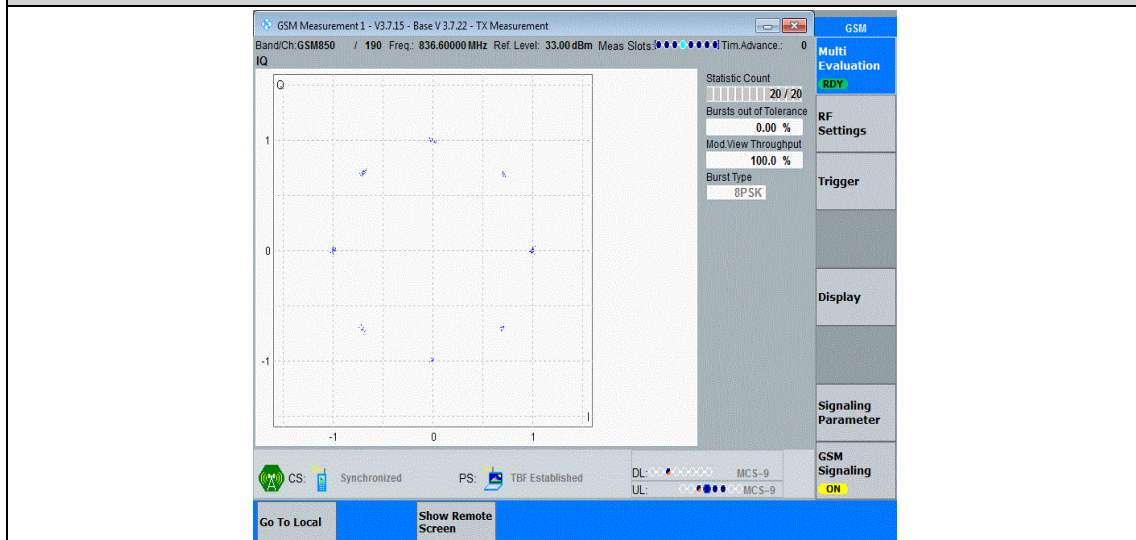 GSM Measurement 1 - V3.7.15 - Base V 3.7.22 - TX Measurement
GSM
Band/Ch: GSM850 / 190 Freq.: 836.60000 MHz Ref. Level: 33.00 dBm Meas Slots: Tim.Advance.: 0
IQ
Multi
Evaluation
RDY
RF
Settings
Trigger
Display
Signaling
Parameter
GSM
Signaling
ON
Statistic Count
20 / 20
Bursts out of Tolerance
0.00 %
Mod.View Throughput
100.0 %
Burst Type
8PSK
Q
1
0
-1
I
-1 0 1
CS: Synchronized PS: TBF Established
DL: MCS-9
UL: MCS-9
Go To Local
Show Remote
Screen